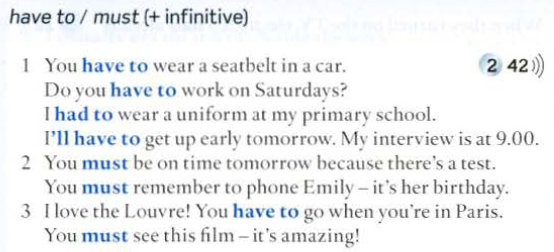 have to / must (+ infinitive)
1 You have to wear a seatbelt in a car. 2 42
Do you have to work on Saturdays?
I had to wear a uniform at my primary school.
I'll have to get up early tomorrow. My interview is at 9.00.
2 You must be on time tomorrow because there's a test.
You must remember to phone Emily – it's her birthday.
3 I love the Louvre! You have to go when you're in Paris.
You must see this film – it's amazing!